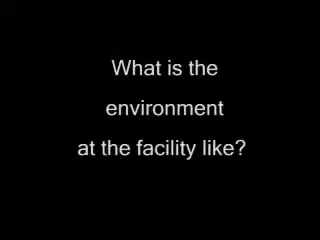 What is the
environment
at the facility like?